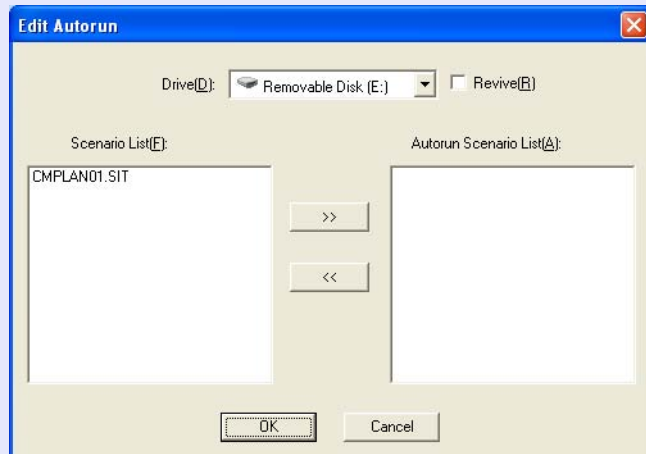 Edit Autorun
Drive(D): Removable Disk (E:) Revive(R)
Scenario List(F): Autorun Scenario List(A):
CMPLAN01.SIT
>>
<<
OK Cancel